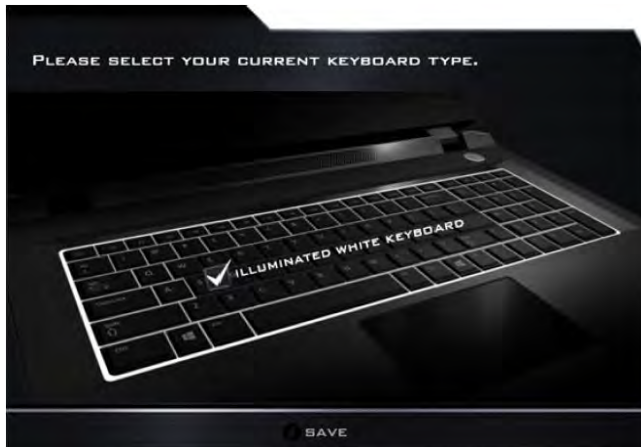 PLEASE SELECT YOUR CURRENT KEYBOARD TYPE.
ILLUMINATED WHITE KEYBOARD
SAVE